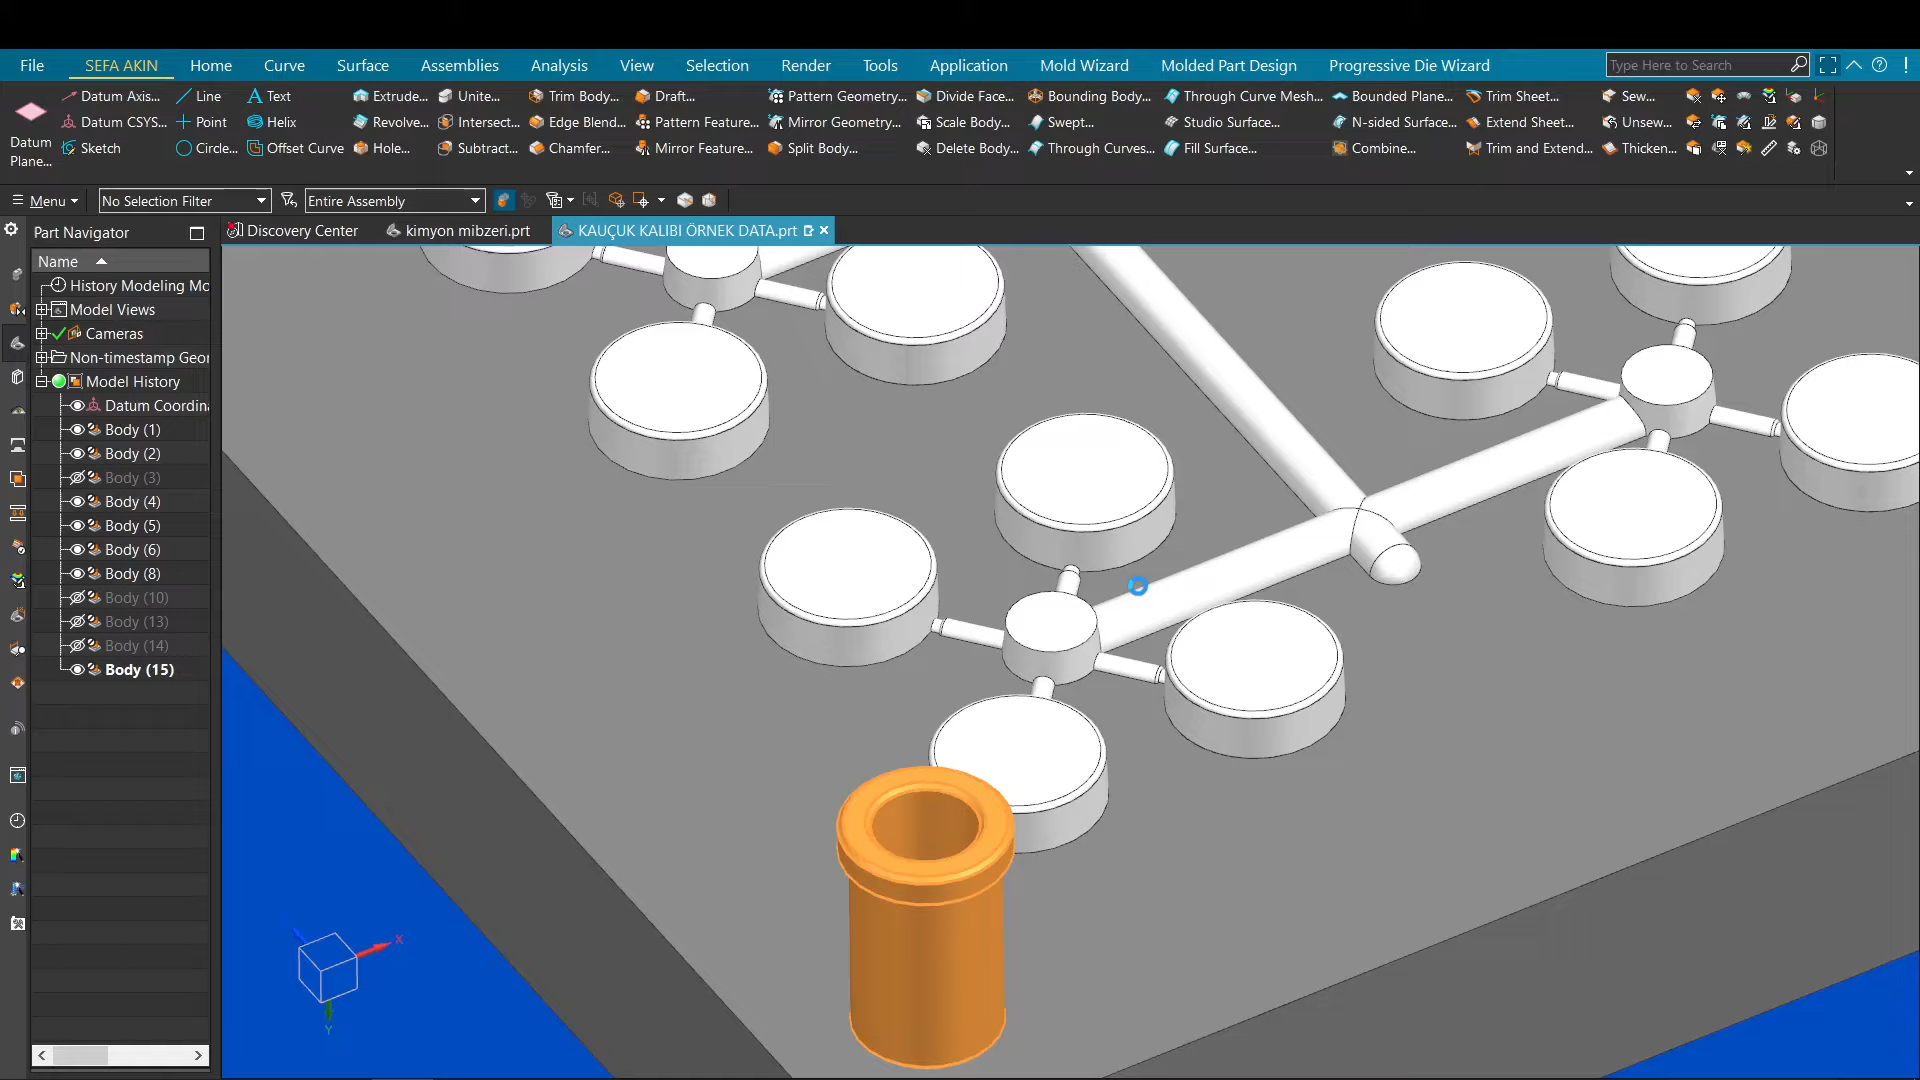 File SEFA AKIN Home Curve Surface Assemblies Analysis View Selection Render Tools Application Mold Wizard Molded Part Design Progressive Die Wizard Type Here to Search
Datum Axis... Line Text Extrude... Unite... Trim Body... Draft... Pattern Geometry... Divide Face... Bounding Body... Through Curve Mesh... Bounded Plane... Trim Sheet... Sew...
Datum CSYS... Point Helix Revolve... Intersect... Edge Blend... Pattern Feature... Mirror Geometry... Scale Body... Swept... Studio Surface... N-sided Surface... Extend Sheet... Unsew...
Datum Plane... Sketch Circle... Offset Curve Hole... Subtract... Chamfer... Mirror Feature... Split Body... Delete Body... Through Curves... Fill Surface... Combine... Trim and Extend... Thicken...
Menu No Selection Filter Entire Assembly
Part Navigator Discovery Center kimyon mibzeri.prt KAUÇUK KALIBI ÖRNEK DATA.prt
Name
History Modeling Mo
Model Views
Cameras
Non-timestamp Geor
Model History
Datum Coordina
Body (1)
Body (2)
Body (3)
Body (4)
Body (5)
Body (6)
Body (8)
Body (10)
Body (13)
Body (14)
Body (15)
X
Y